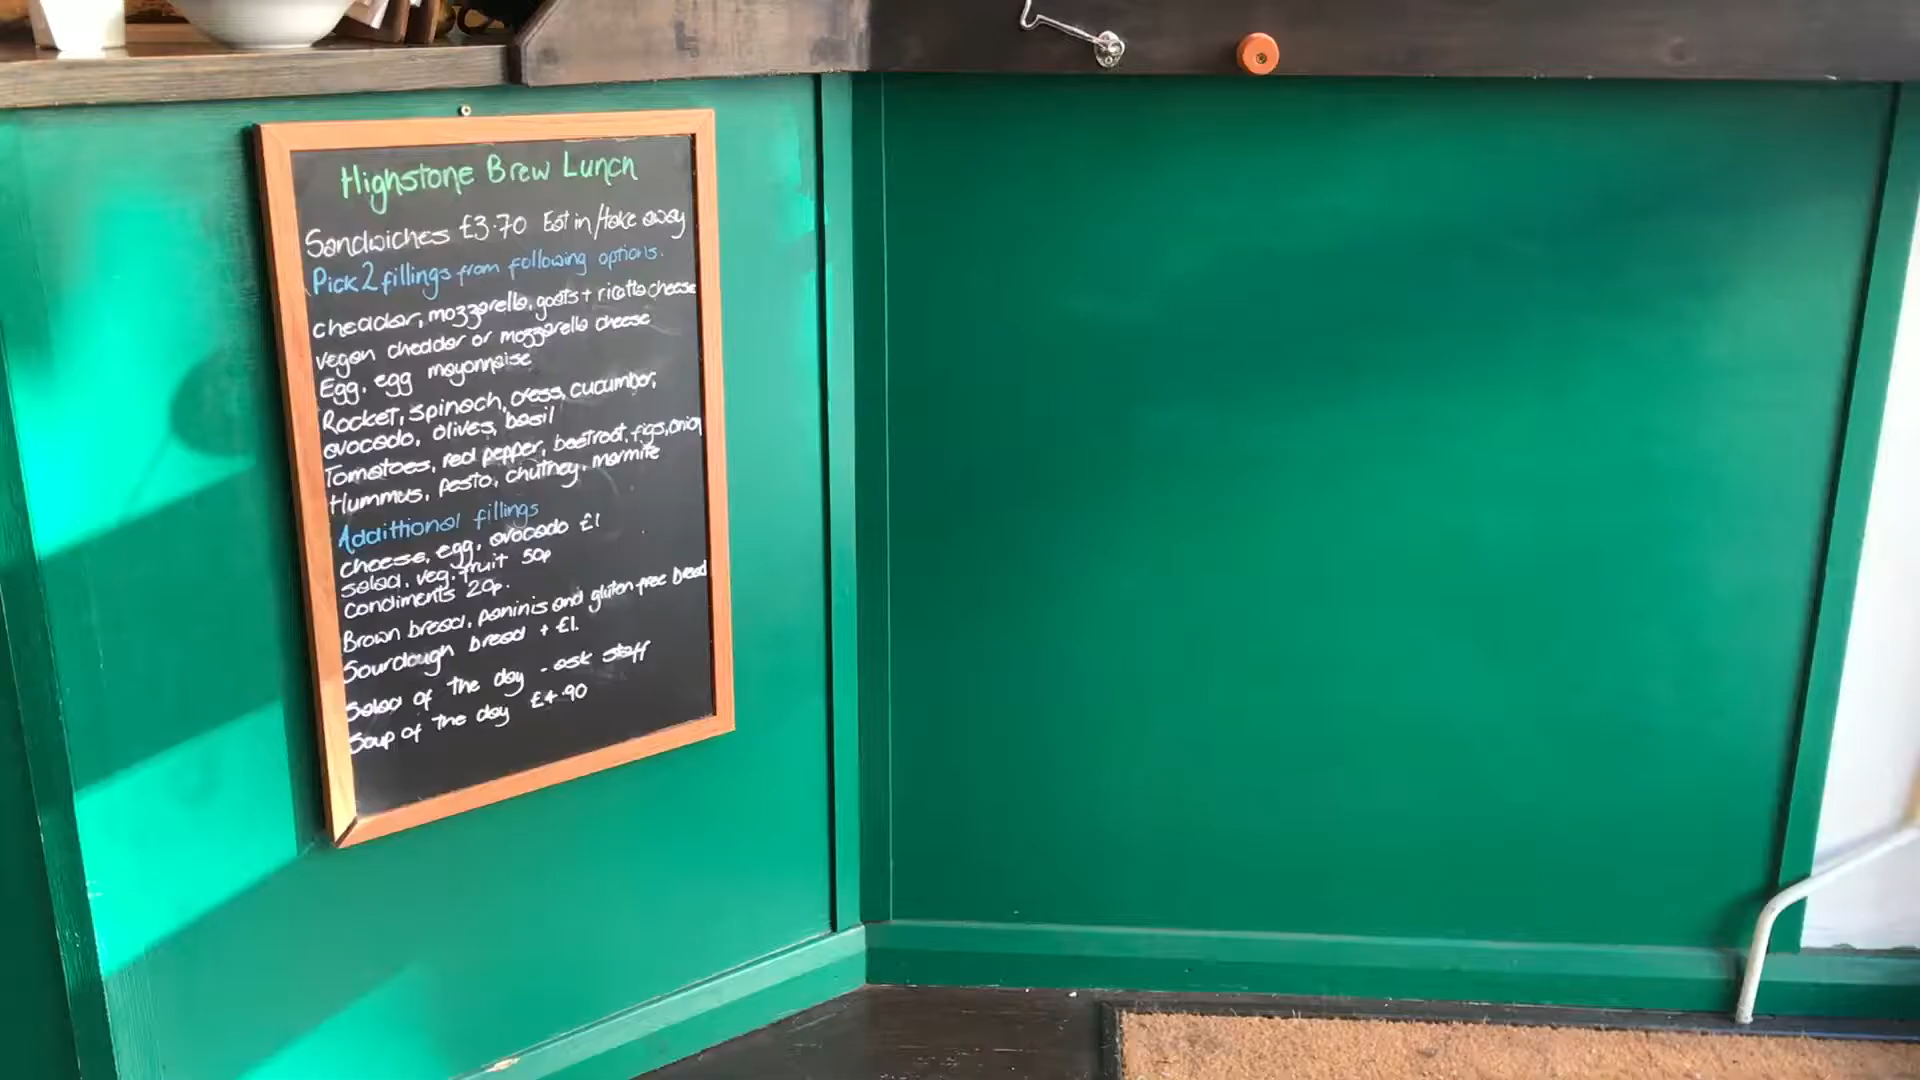 Highstone Brew Lunch
Sandwiches £3.70 Eat in/take away
Pick 2 fillings from following options.
cheddar, mozzarella, goats + ricotta cheese
vegan cheddar or mozzarella cheese
Egg, egg mayonnaise
Rocket, spinach, cress, cucumber,
avocado, olives, basil
Tomatoes, red pepper, beetroot, figs, onion
Hummus, pesto, chutney, marmite
Additional fillings
cheese, egg, avocado £1
salad, veg, fruit 50p
condiments 20p.
Brown bread, paninis and gluten free bread
Sourdough bread + £1.
Salad of the day - ask staff
Soup of the day £4.90